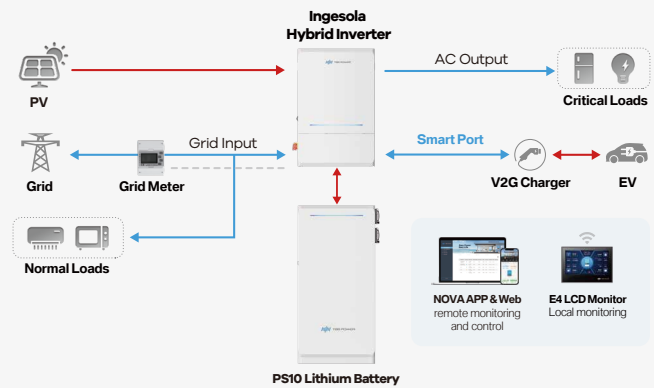 Ingesola
Hybrid Inverter
PV
AC Output
Critical Loads
Grid Input
Smart Port
Grid
Grid Meter
V2G Charger
EV
Normal Loads
NOVA APP & Web
remote monitoring
and control
E4 LCD Monitor
Local monitoring
PS10 Lithium Battery